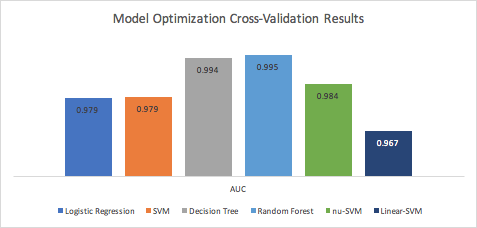 Model Optimization Cross-Validation Results
0.979
0.979
0.994
0.995
0.984
0.967
AUC
Logistic Regression SVM Decision Tree Random Forest nu-SVM Linear-SVM